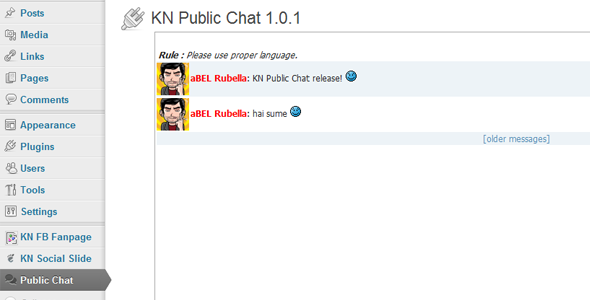 Posts
Media
Links
Pages
Comments
Appearance
Plugins
Users
Tools
Settings
KN FB Fanpage
KN Social Slide
Public Chat
KN Public Chat 1.0.1
Rule : Please use proper language.
aBEL Rubella: KN Public Chat release!
aBEL Rubella: hai sume
[older messages]